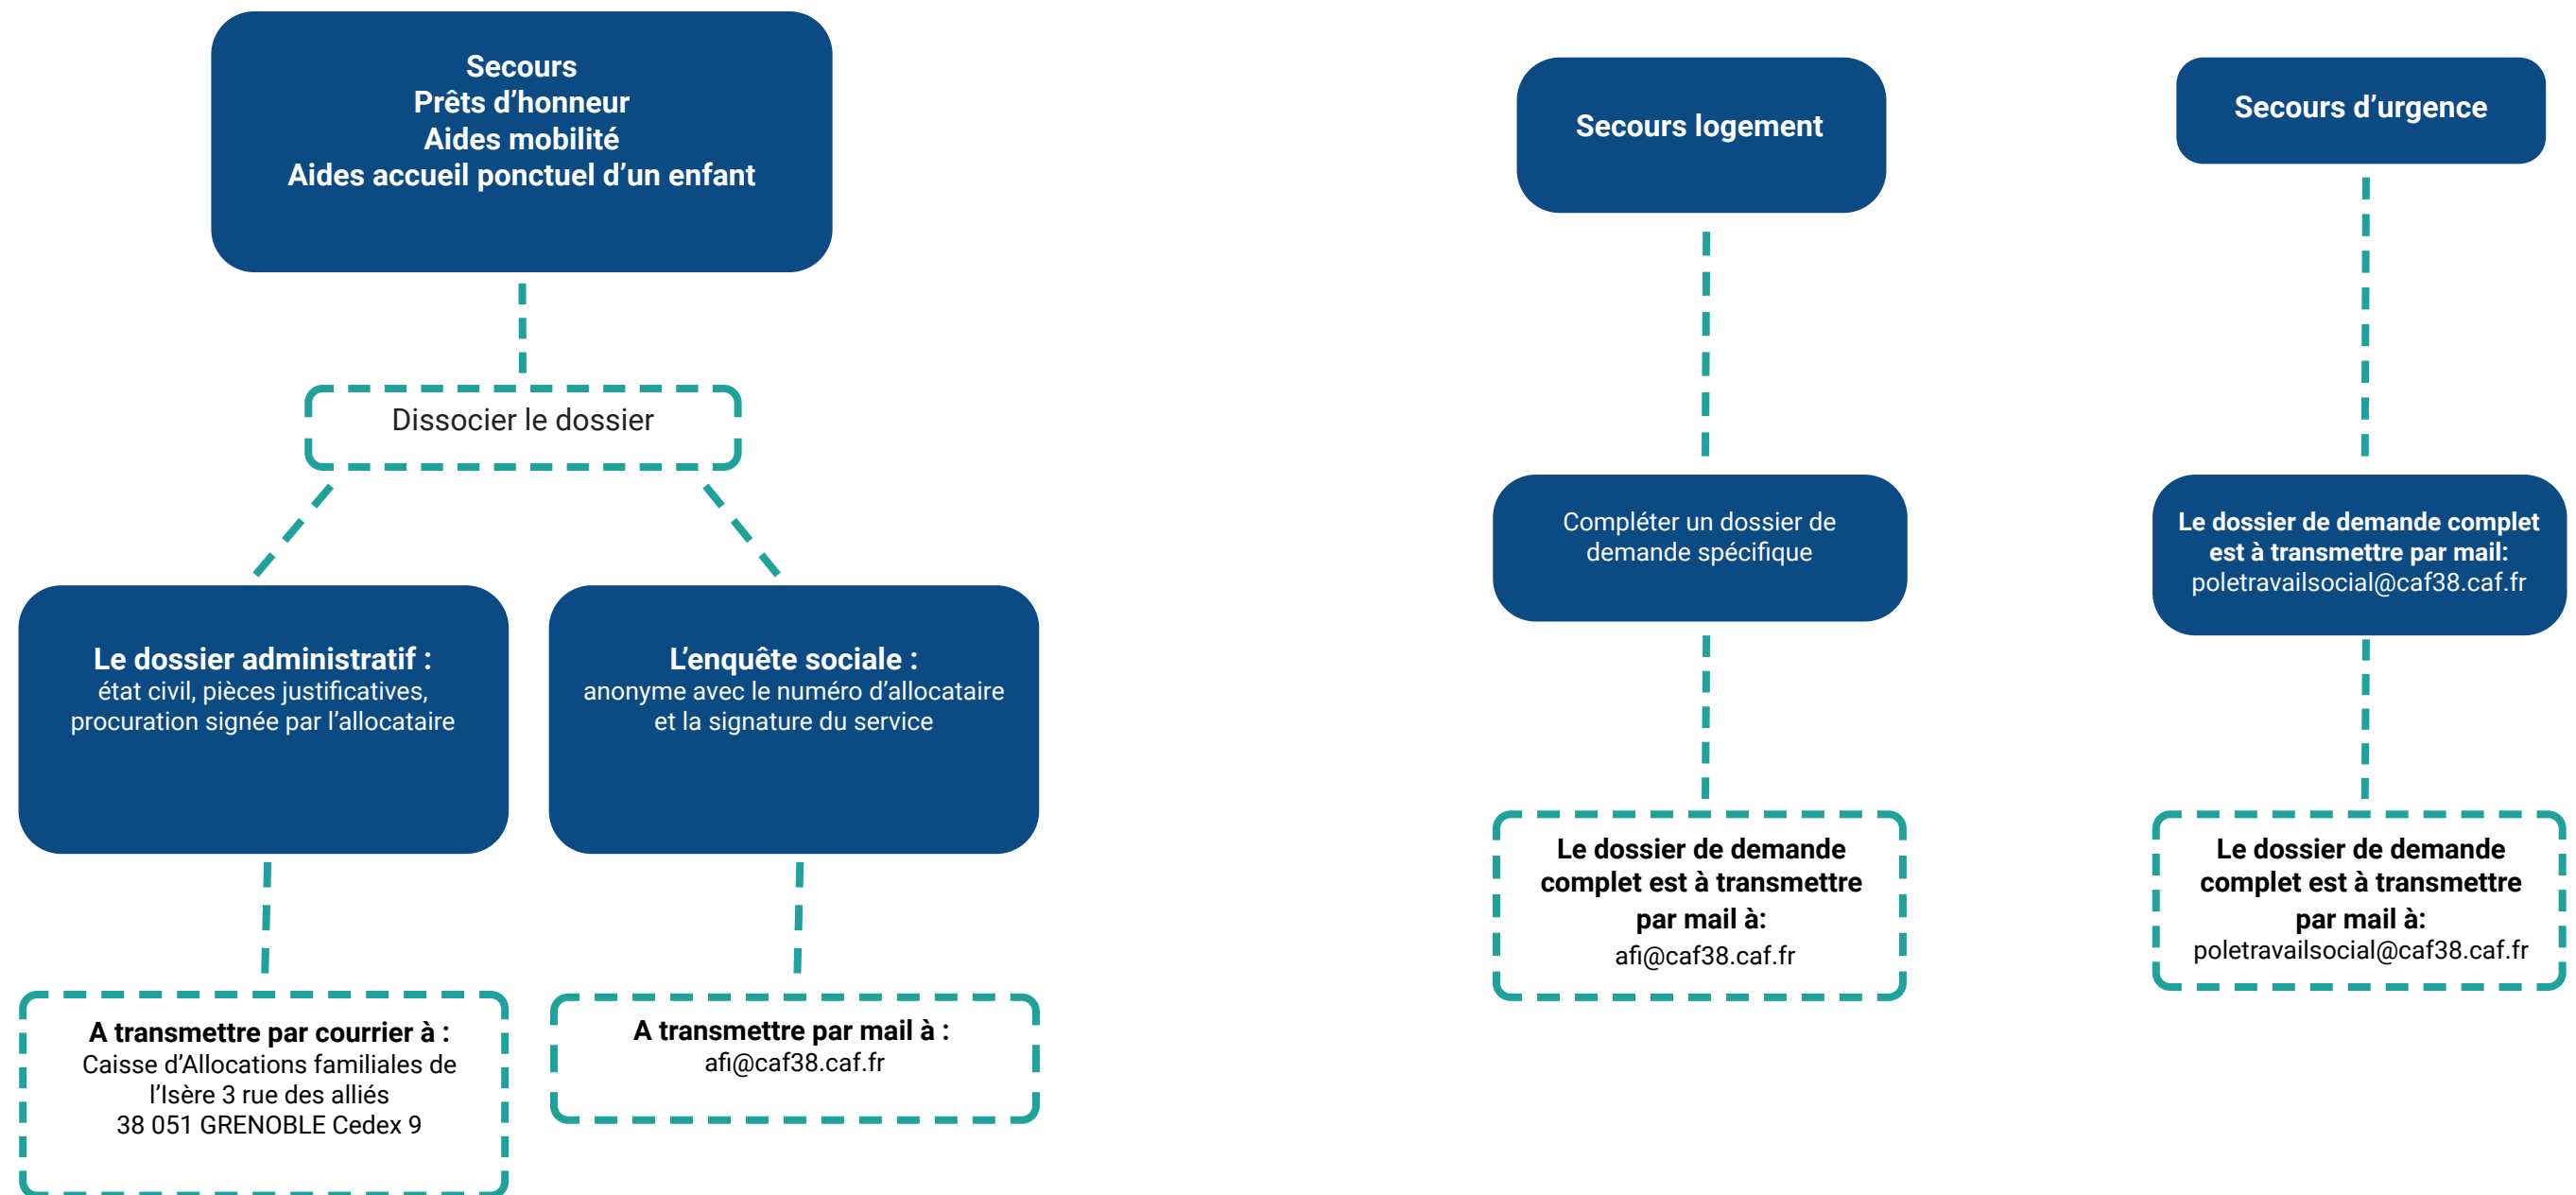 Secours
Prêts d’honneur
Aides mobilité
Aides accueil ponctuel d’un enfant
Dissocier le dossier
Le dossier administratif :
état civil, pièces justificatives,
procuration signée par l’allocataire
L’enquête sociale :
anonyme avec le numéro d’allocataire
et la signature du service
A transmettre par courrier à :
Caisse d’Allocations familiales de
l’Isère 3 rue des alliés
38 051 GRENOBLE Cedex 9
A transmettre par mail à :
afi@caf38.caf.fr
Secours logement
Compléter un dossier de
demande spécifique
Le dossier de demande
complet est à transmettre
par mail à:
afi@caf38.caf.fr
Secours d’urgence
Le dossier de demande complet
est à transmettre par mail:
poletravailsocial@caf38.caf.fr
Le dossier de demande
complet est à transmettre
par mail à:
poletravailsocial@caf38.caf.fr